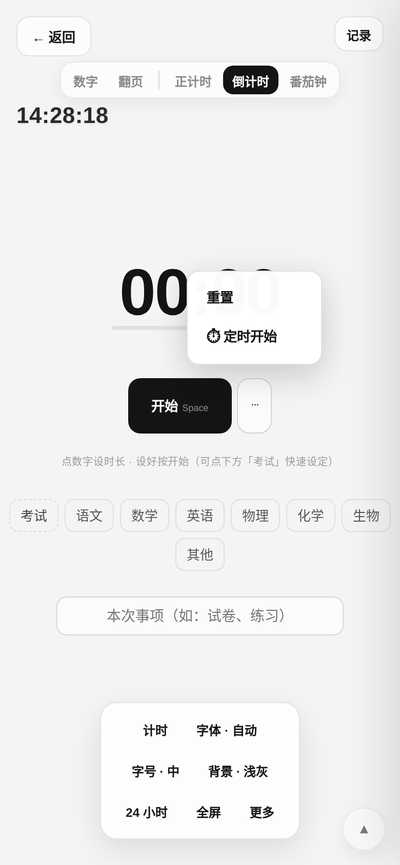 ← 返回
记录
数字 翻页 正计时 倒计时 番茄钟
14:28:18
00:00
重置
⏱ 定时开始
开始 Space
...
点数字设时长 · 设好按开始（可点下方「考试」快速设定）
考试 语文 数学 英语 物理 化学 生物
其他
本次事项（如：试卷、练习）
计时 字体 · 自动
字号 · 中 背景 · 浅灰
24 小时 全屏 更多
▲